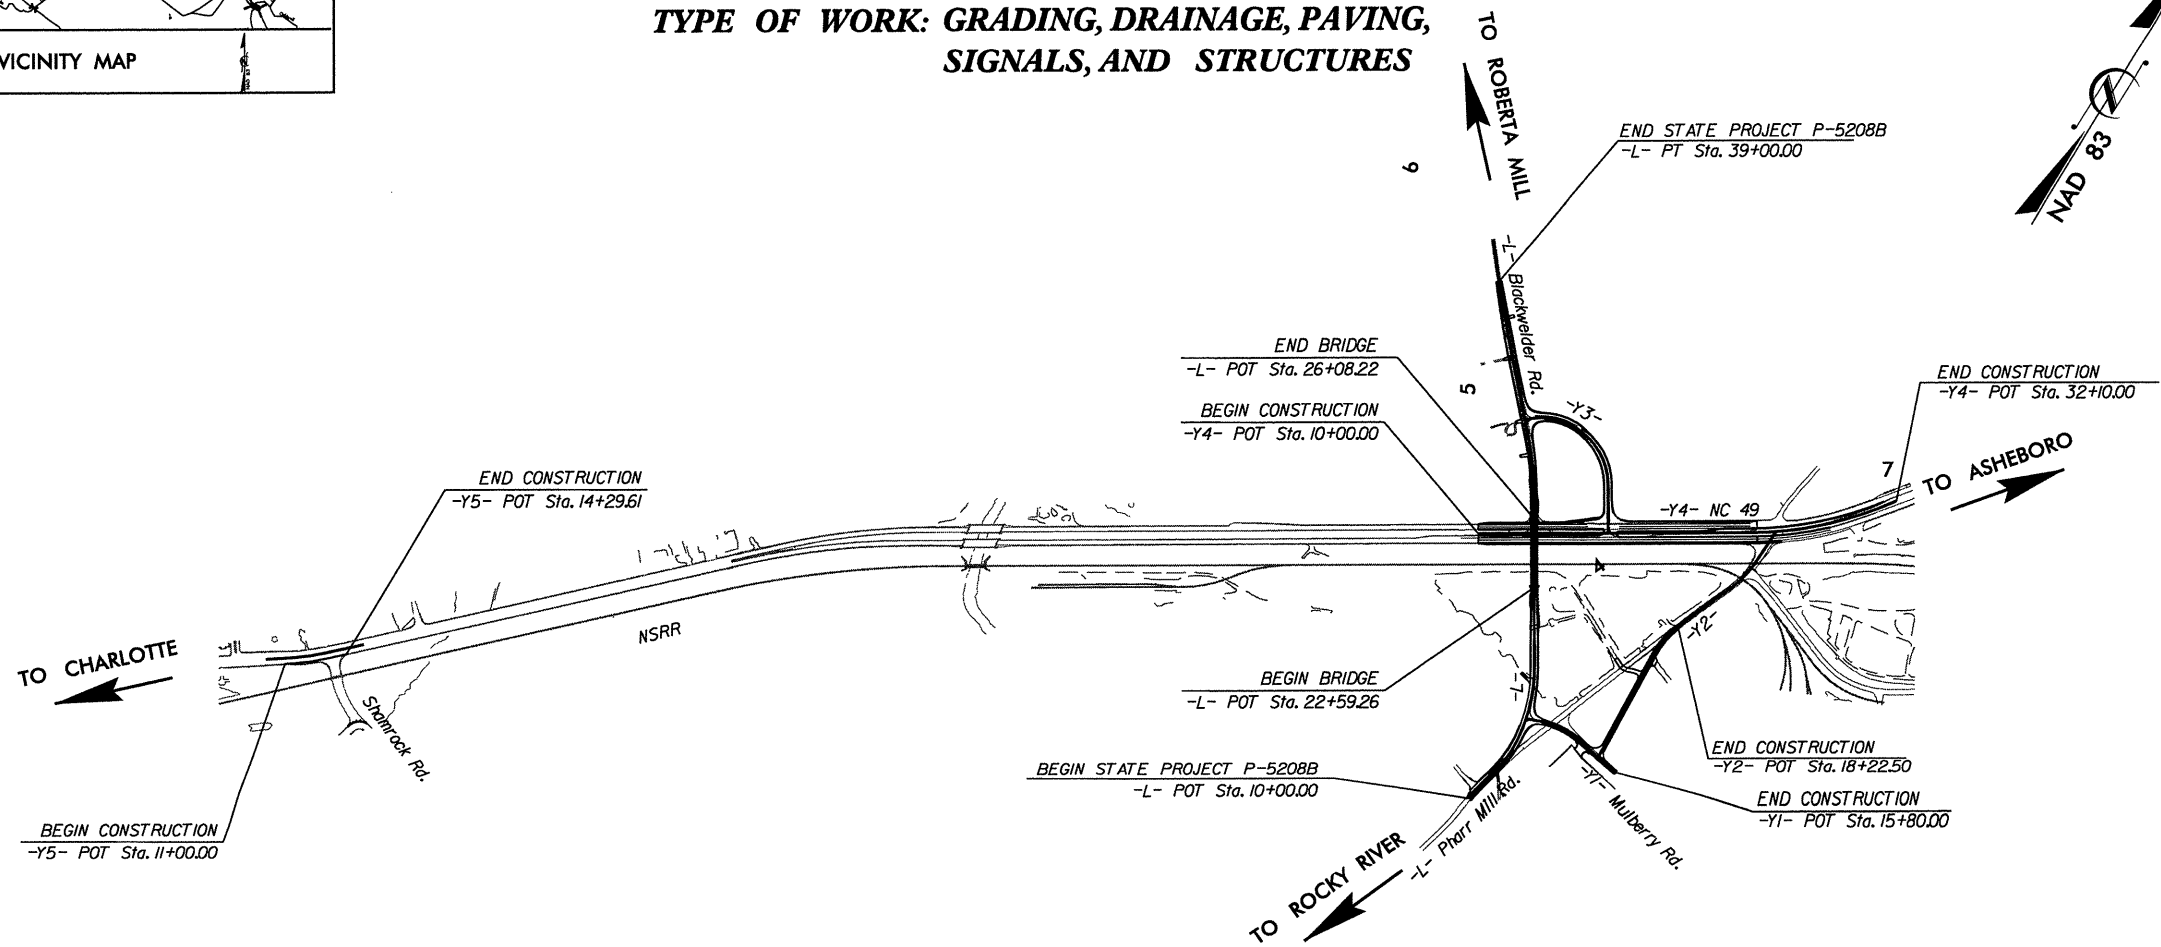 VICINITY MAP
TYPE OF WORK: GRADING, DRAINAGE, PAVING,
SIGNALS, AND STRUCTURES
TO ROBERTA MILL
6
NAD 83
END STATE PROJECT P-5208B
-L- PT Sta. 39+00.00
-L- Blackwelder Rd.
END BRIDGE
-L- POT Sta. 26+08.22
5
BEGIN CONSTRUCTION
-Y4- POT Sta. 10+00.00
-Y3-
END CONSTRUCTION
-Y4- POT Sta. 32+10.00
7
TO ASHEBORO
END CONSTRUCTION
-Y5- POT Sta. 14+29.61
-Y4- NC 49
4
NSRR
TO CHARLOTTE
-Y2-
BEGIN BRIDGE
-L- POT Sta. 22+59.26
-L-
Shamrock Rd.
END CONSTRUCTION
-Y2- POT Sta. 18+22.50
BEGIN STATE PROJECT P-5208B
-L- POT Sta. 10+00.00
END CONSTRUCTION
-Y1- POT Sta. 15+80.00
-Y1- Mulberry Rd.
-L- Pharr Mill Rd.
BEGIN CONSTRUCTION
-Y5- POT Sta. 11+00.00
TO ROCKY RIVER